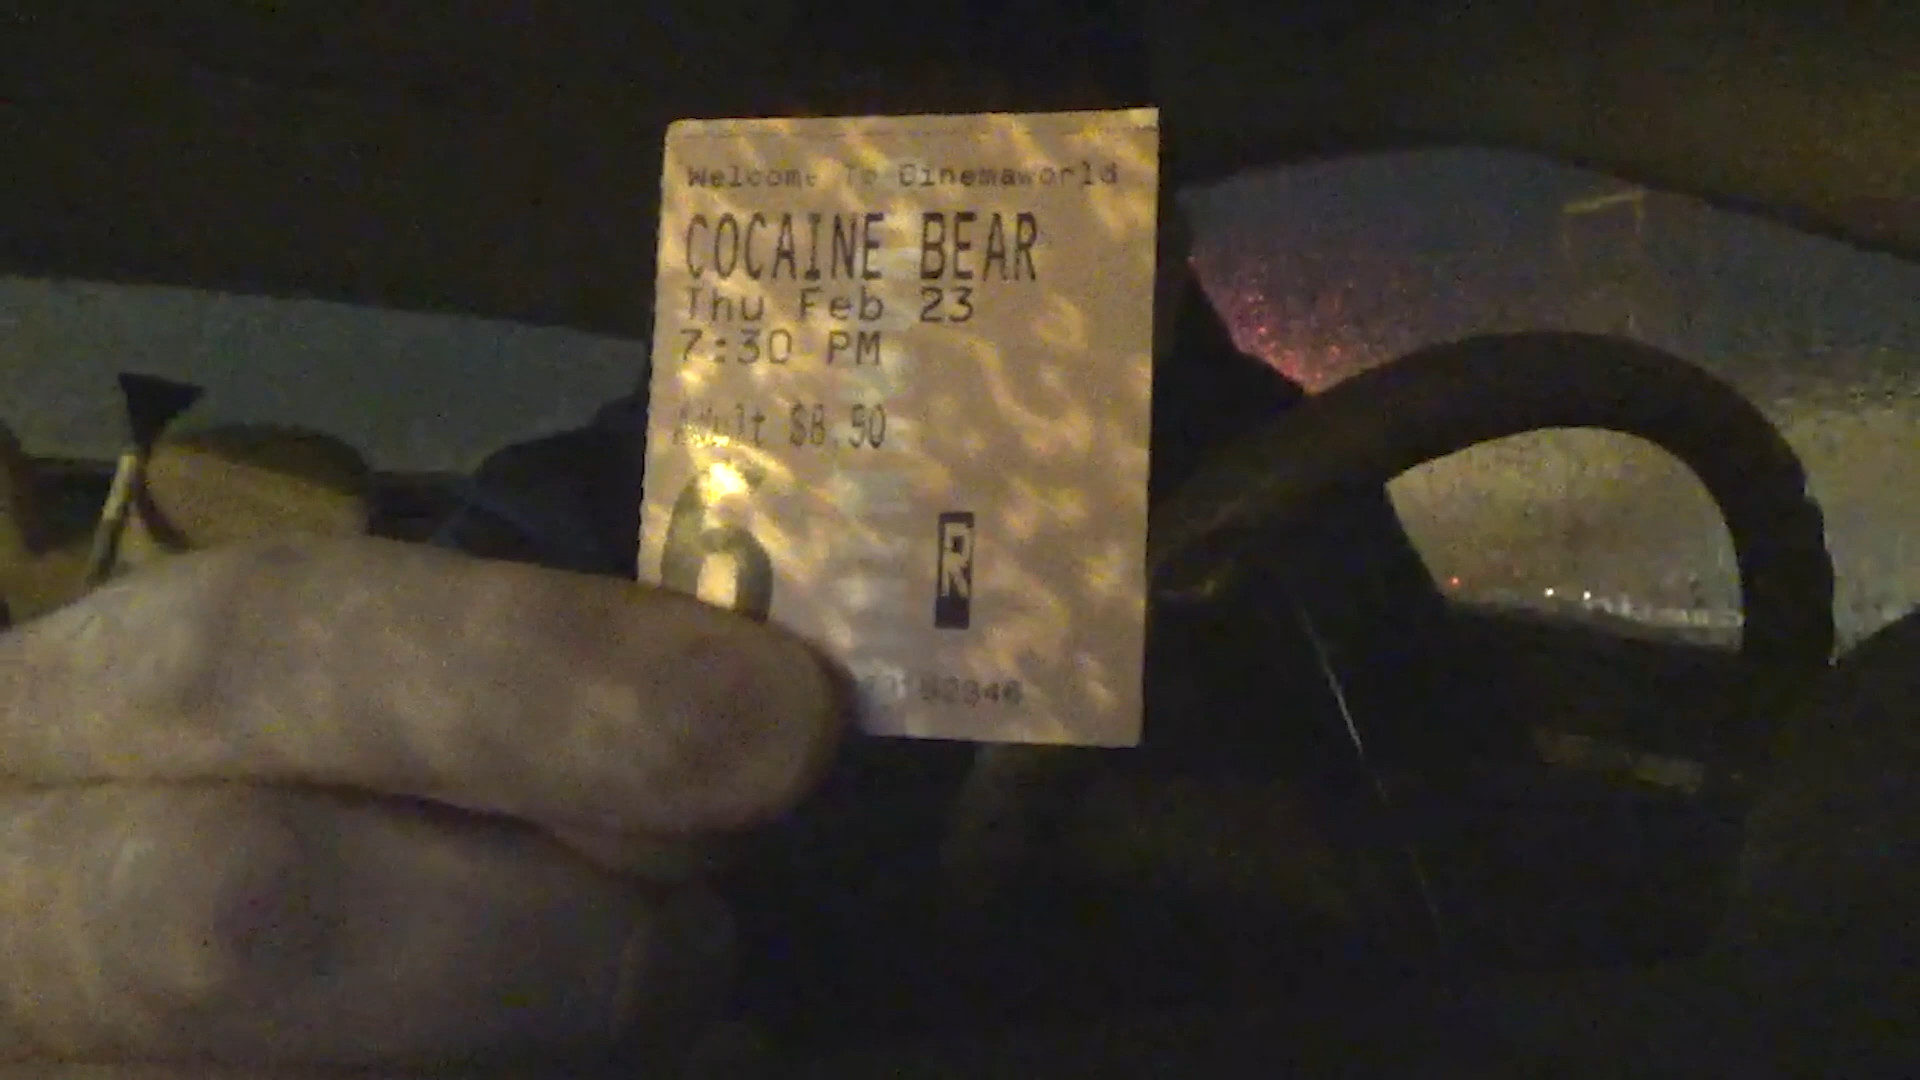 Welcome To Cinemaworld
COCAINE BEAR
Thu Feb 23
7:30 PM
Adult $8.50
6
R